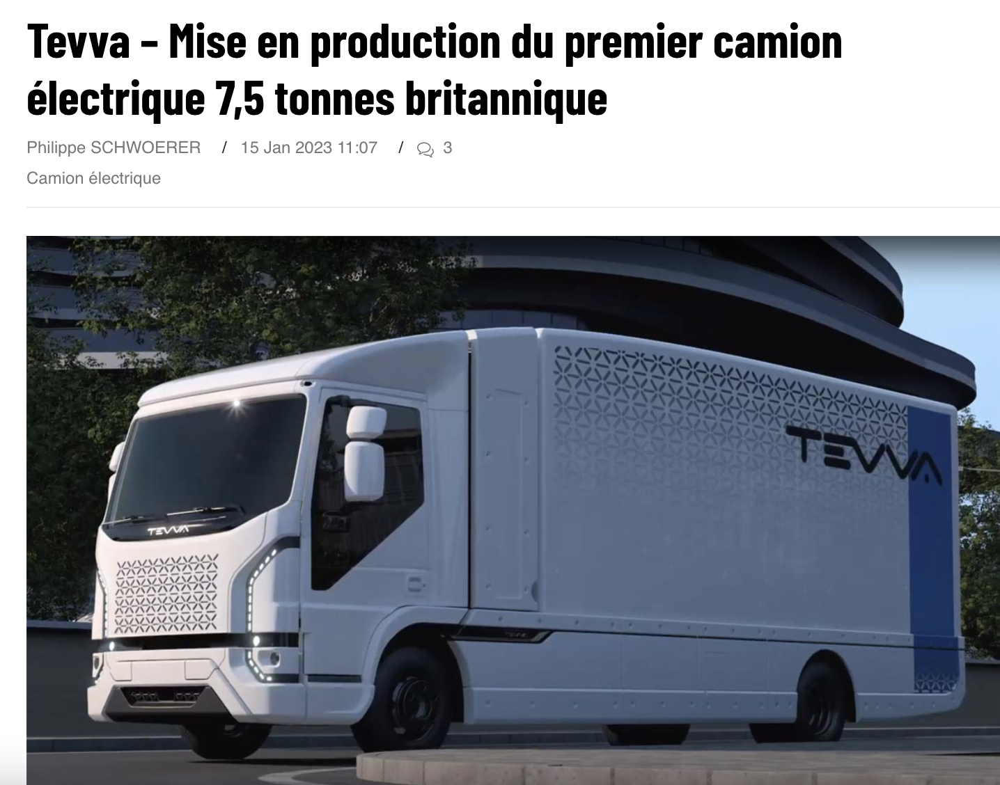 Tevva – Mise en production du premier camion
électrique 7,5 tonnes britannique
Philippe SCHWOERER / 15 Jan 2023 11:07 / 3
Camion électrique
TEVVA
TEVVA